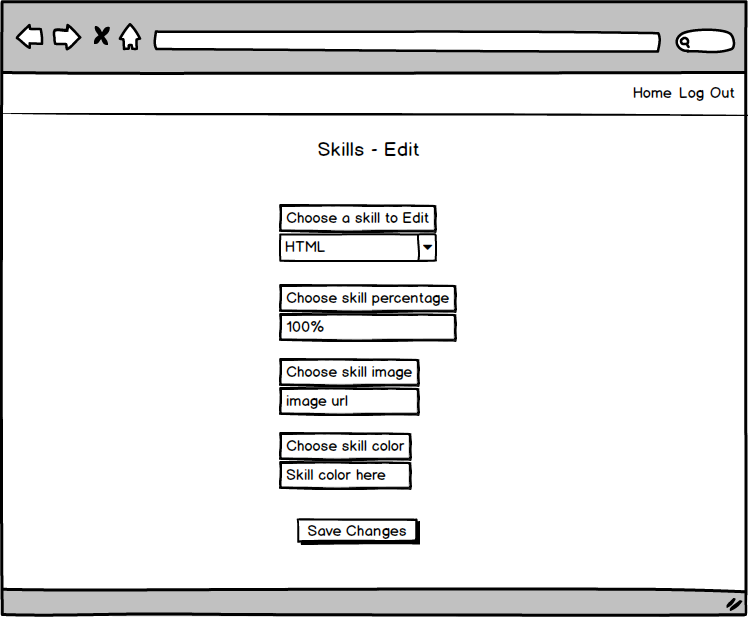 Home Log Out
Skills - Edit
Choose a skill to Edit
HTML
Choose skill percentage
100%
Choose skill image
image url
Choose skill color
Skill color here
Save Changes